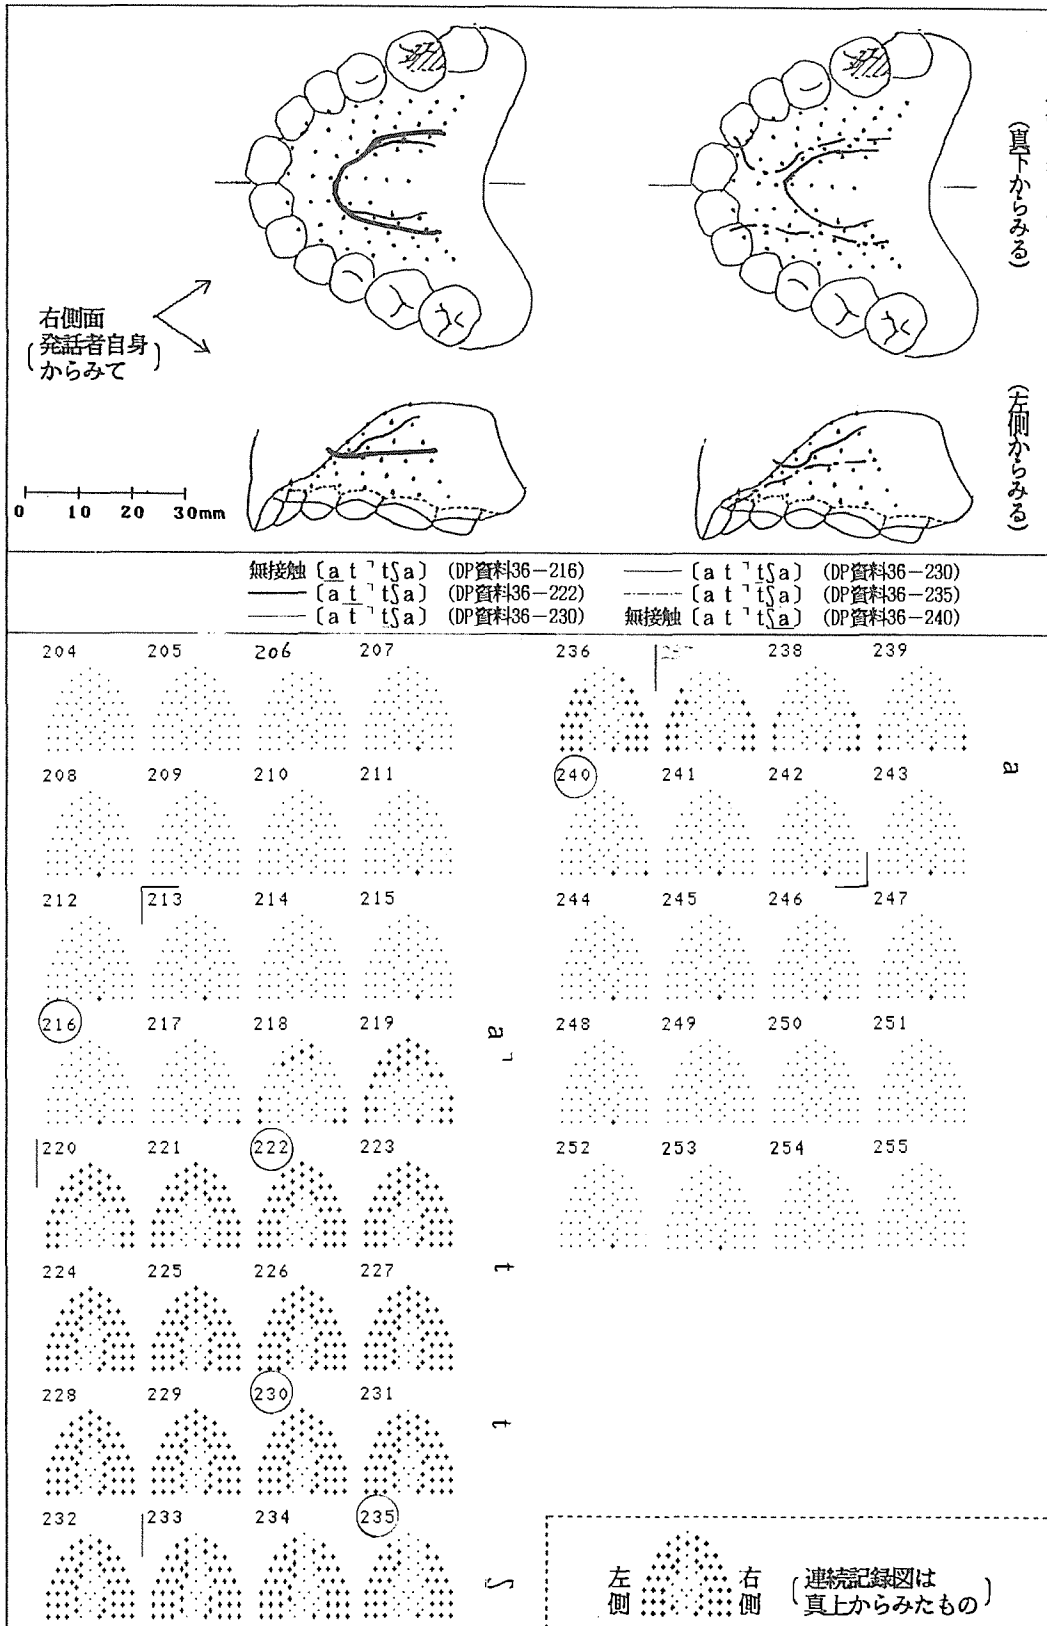 (真下からみる)
右側面
(発話者自身
からみて)
(左側からみる)
0 10 20 30mm
無接触 〔a t ˺ tʃa〕 (DP資料36-216)
〔a t ˺ tʃa〕 (DP資料36-222)
〔a t ˺ tʃa〕 (DP資料36-230)
〔a t ˺ tʃa〕 (DP資料36-230)
〔a t ˺ tʃa〕 (DP資料36-235)
無接触 〔a t ˺ tʃa〕 (DP資料36-240)
204 205 206 207
208 209 210 211
212 213 214 215
216 217 218 219
a ˺
220 221 222 223
224 225 226 227
t
228 229 230 231
t
232 233 234 235
ʃ
236 238 239
a
240 241 242 243
244 245 246 247
248 249 250 251
252 253 254 255
左側
右側
(連続記録図は
真上からみたもの)